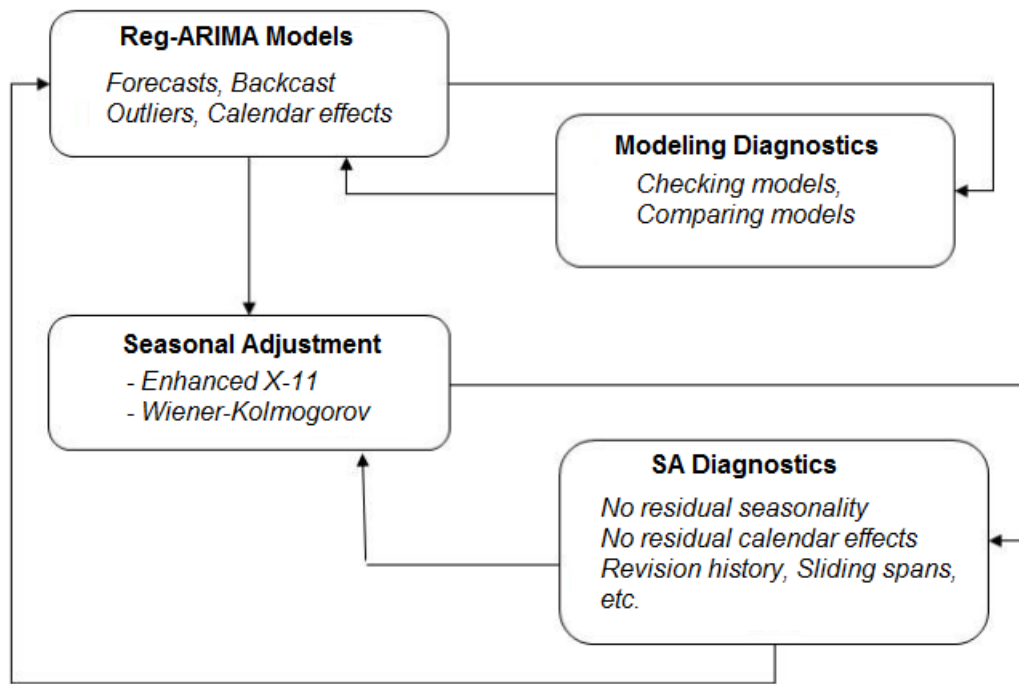 Reg-ARIMA Models
Forecasts, Backcast
Outliers, Calendar effects
Modeling Diagnostics
Checking models,
Comparing models
Seasonal Adjustment
- Enhanced X-11
- Wiener-Kolmogorov
SA Diagnostics
No residual seasonality
No residual calendar effects
Revision history, Sliding spans,
etc.